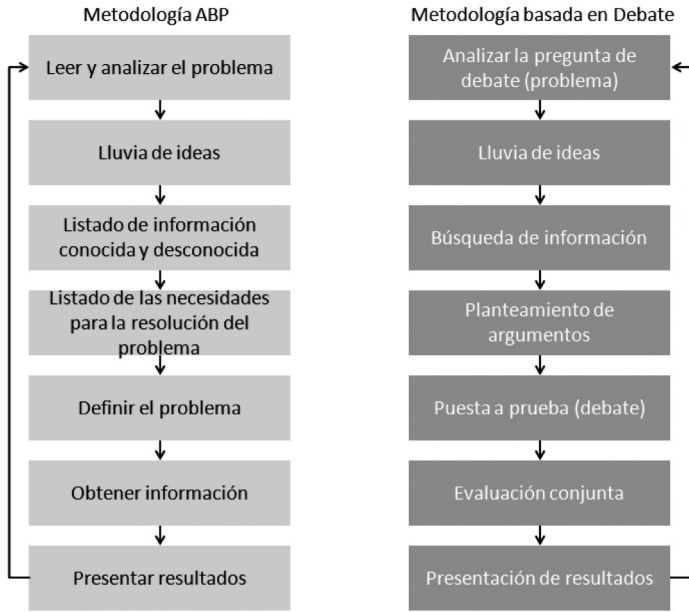 Metodología ABP
Leer y analizar el problema
Lluvia de ideas
Listado de información
conocida y desconocida
Listado de las necesidades
para la resolución del
problema
Definir el problema
Obtener información
Presentar resultados
Metodología basada en Debate
Analizar la pregunta de
debate (problema)
Lluvia de ideas
Búsqueda de información
Planteamiento de
argumentos
Puesta a prueba (debate)
Evaluación conjunta
Presentación de resultados